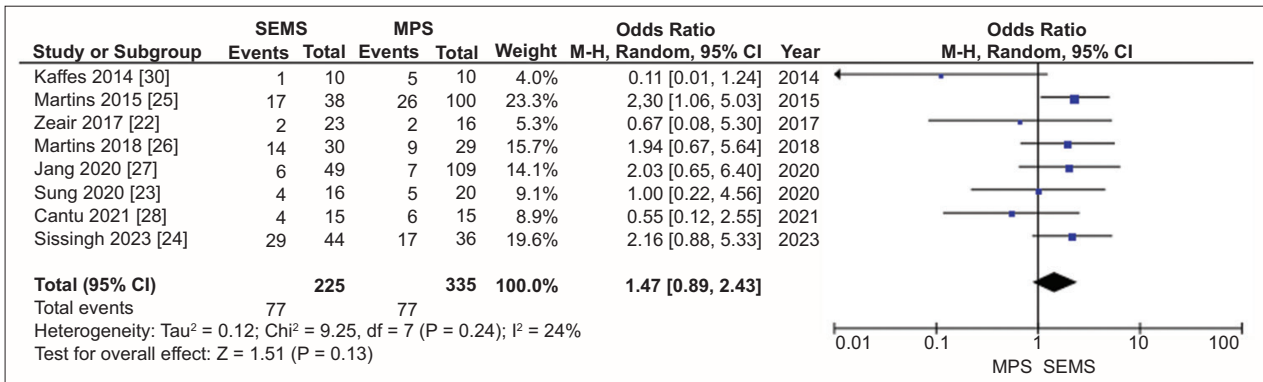 SEMS MPS Odds Ratio Odds Ratio
Study or Subgroup Events Total Events Total Weight M-H, Random, 95% CI Year M-H, Random, 95% CI
Kaffes 2014 [30] 1 10 5 10 4.0% 0.11 [0.01, 1.24] 2014
Martins 2015 [25] 17 38 26 100 23.3% 2,30 [1.06, 5.03] 2015
Zeair 2017 [22] 2 23 2 16 5.3% 0.67 [0.08, 5.30] 2017
Martins 2018 [26] 14 30 9 29 15.7% 1.94 [0.67, 5.64] 2018
Jang 2020 [27] 6 49 7 109 14.1% 2.03 [0.65, 6.40] 2020
Sung 2020 [23] 4 16 5 20 9.1% 1.00 [0.22, 4.56] 2020
Cantu 2021 [28] 4 15 6 15 8.9% 0.55 [0.12, 2.55] 2021
Sissingh 2023 [24] 29 44 17 36 19.6% 2.16 [0.88, 5.33] 2023
Total (95% CI) 225 335 100.0% 1.47 [0.89, 2.43]
Total events 77 77
Heterogeneity: Tau² = 0.12; Chi² = 9.25, df = 7 (P = 0.24); I² = 24%
Test for overall effect: Z = 1.51 (P = 0.13)
0.01 0.1 1 10 100
MPS SEMS